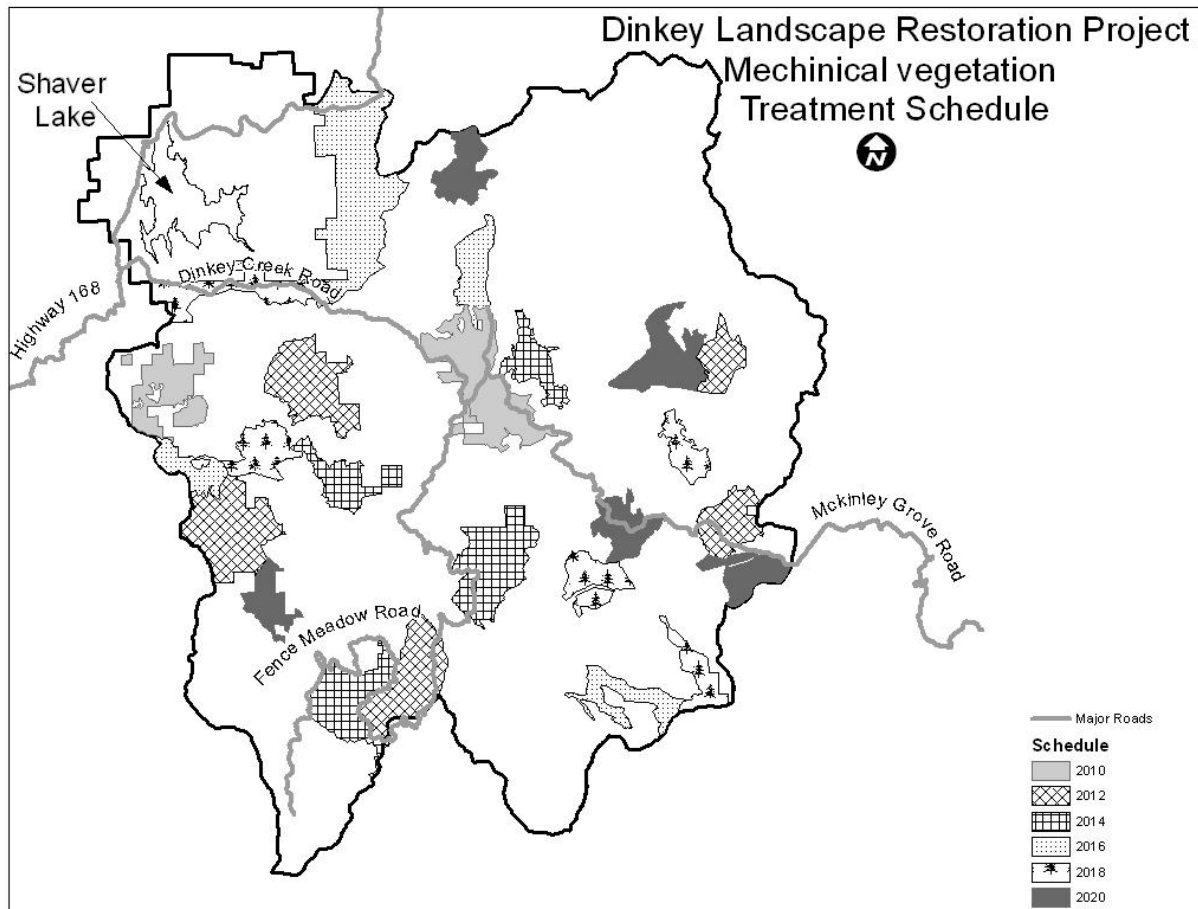 Dinkey Landscape Restoration Project
Mechinical vegetation
Treatment Schedule
N
Shaver
Lake
Dinkey Creek Road
Highway 168
Mckinley Grove Road
Fence Meadow Road
Major Roads
Schedule
2010
2012
2014
2016
2018
2020